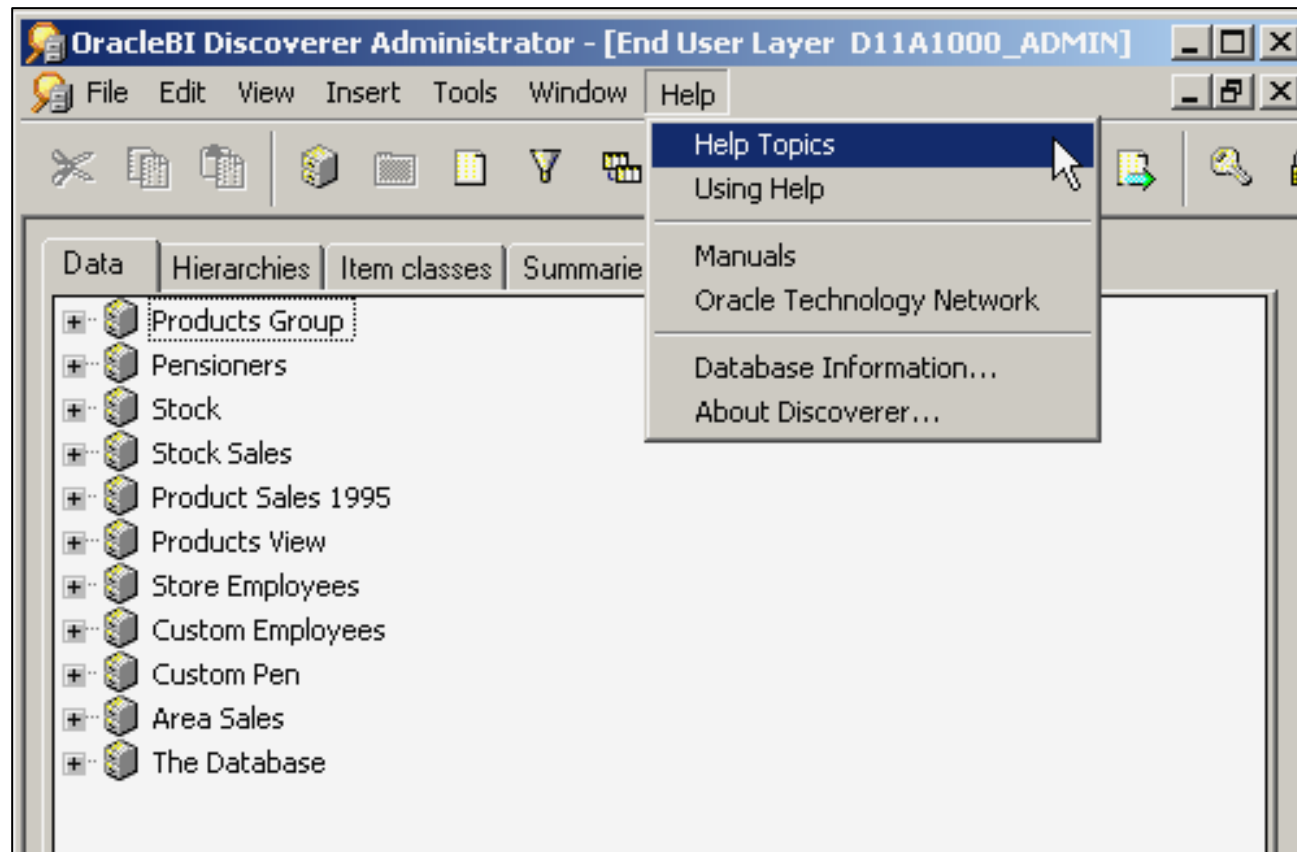 OracleBI Discoverer Administrator - [End User Layer D11A1000_ADMIN]
File Edit View Insert Tools Window Help
Help Topics
Using Help
Manuals
Oracle Technology Network
Database Information...
About Discoverer...
Data Hierarchies Item classes Summarie
Products Group
Pensioners
Stock
Stock Sales
Product Sales 1995
Products View
Store Employees
Custom Employees
Custom Pen
Area Sales
The Database